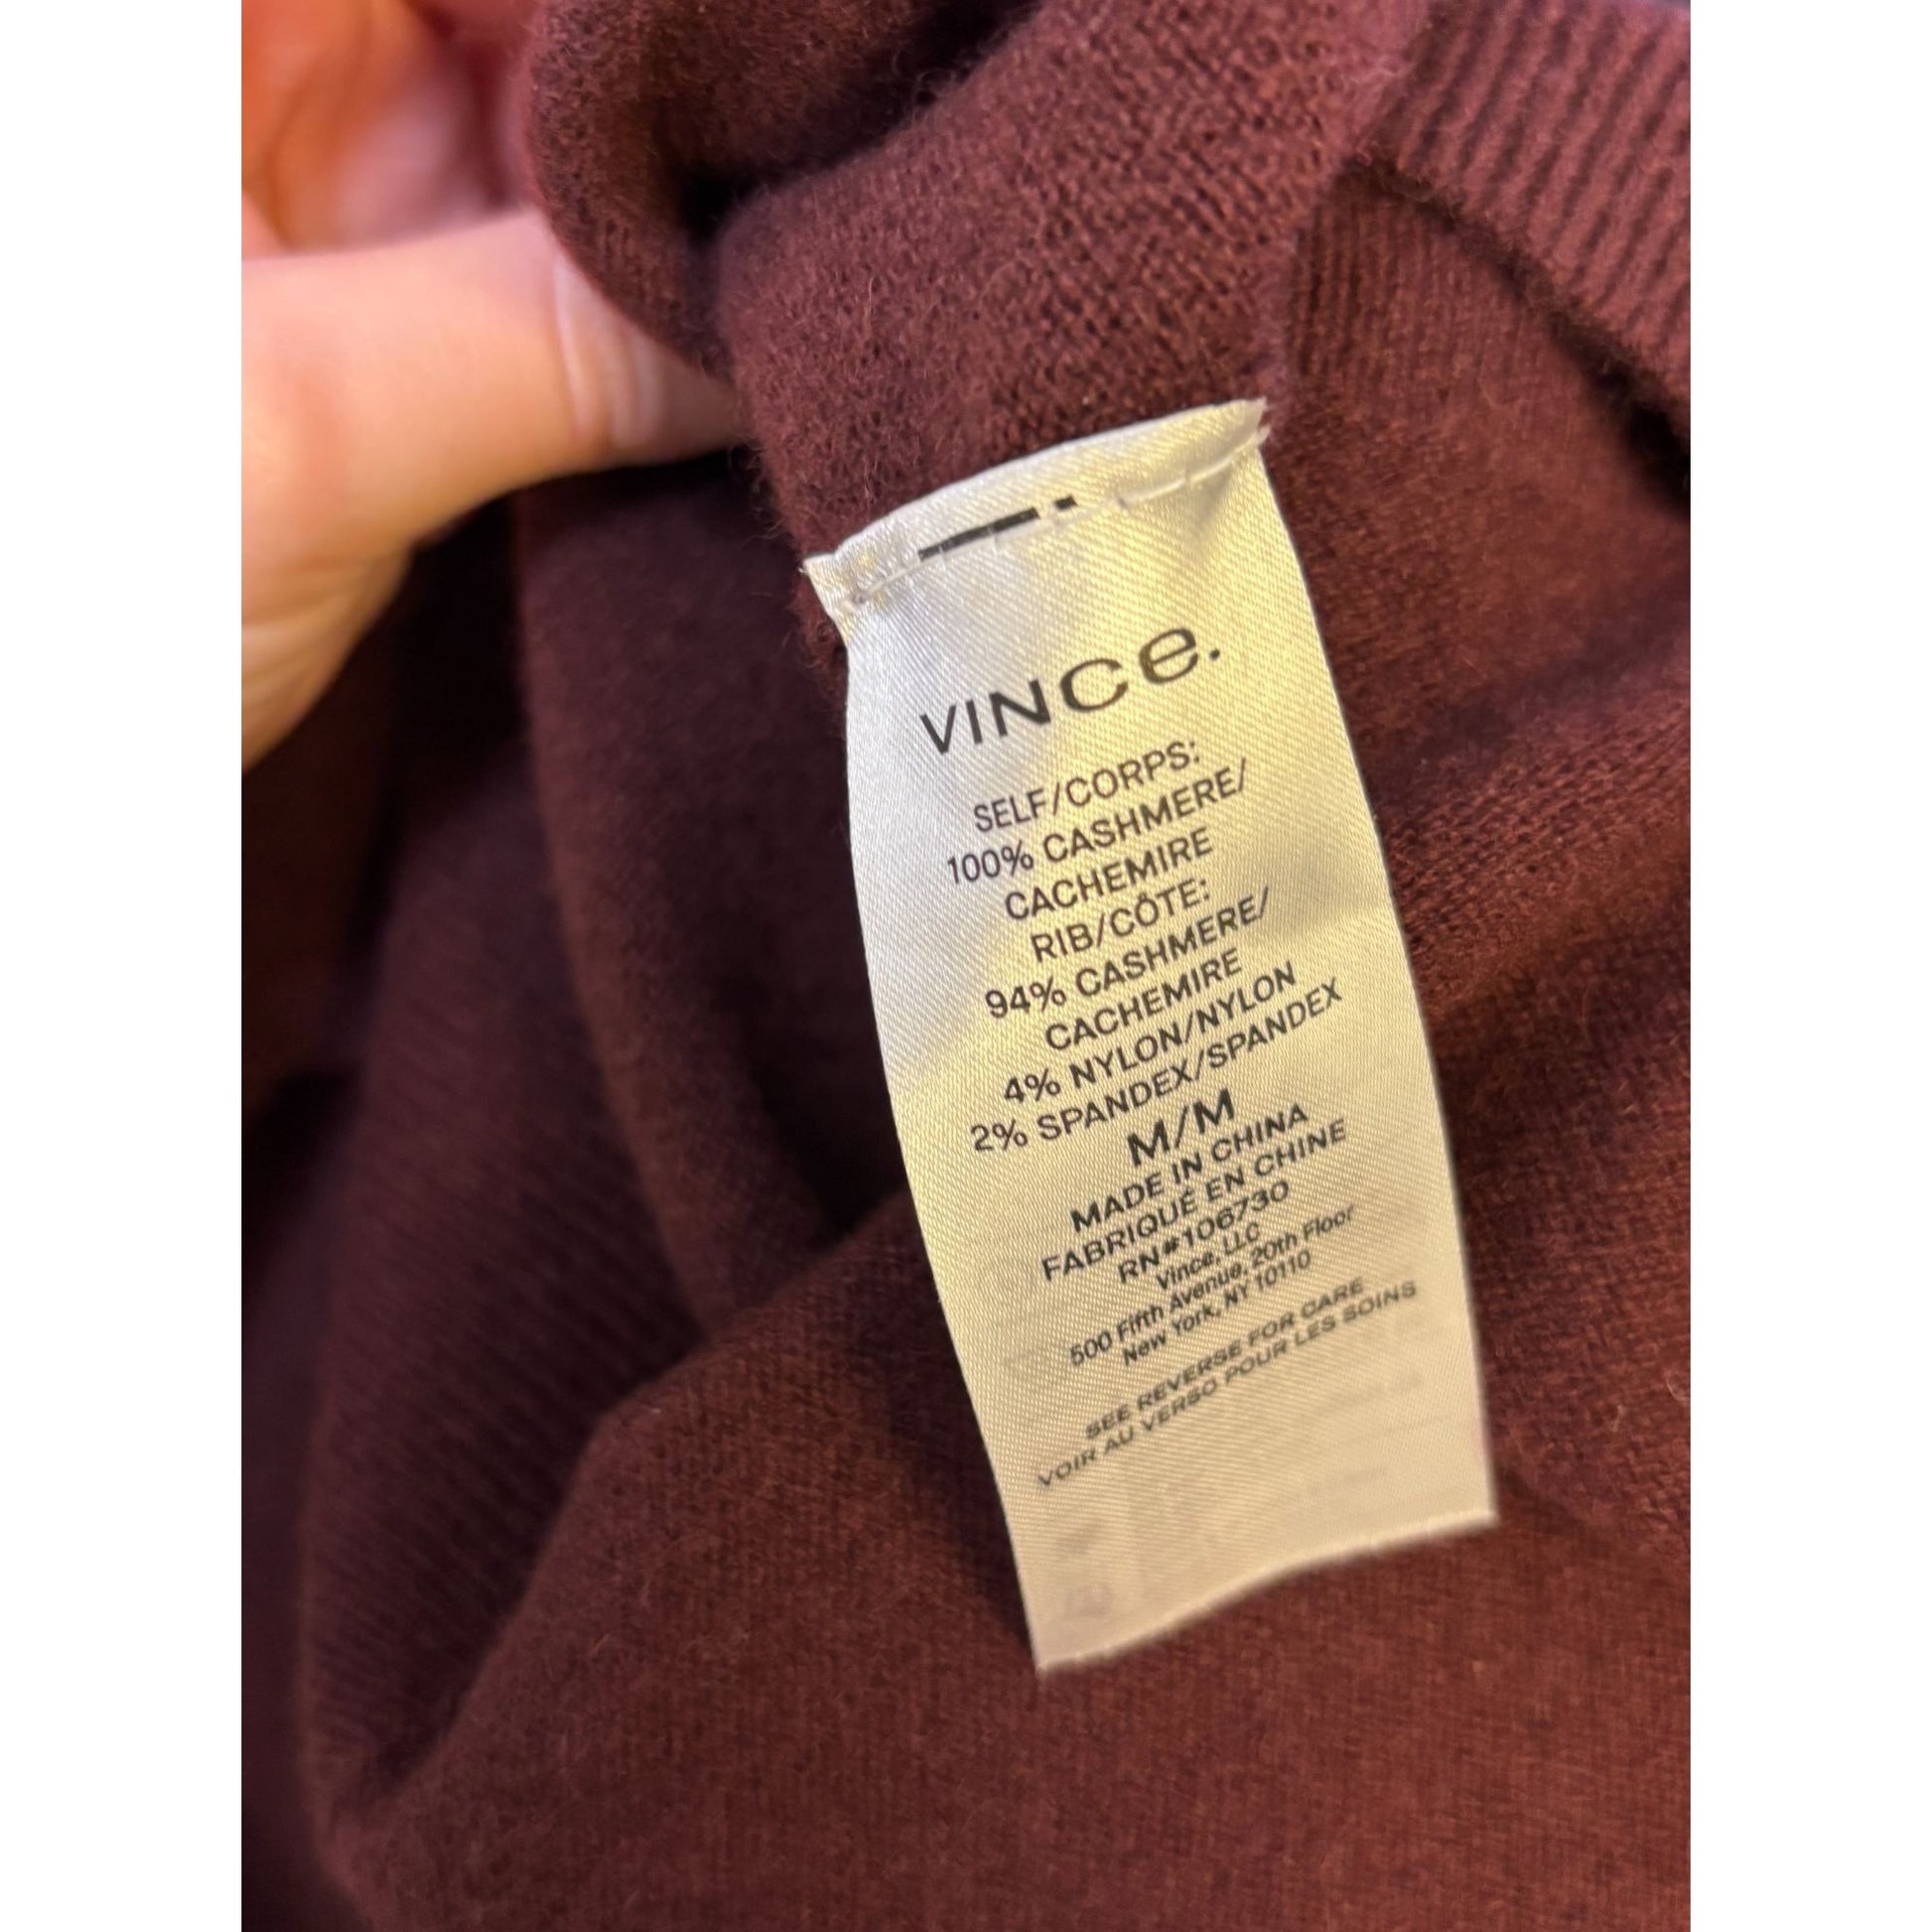 VINCe.
SELF/CORPS:
100% CASHMERE/
CACHEMIRE
RIB/CÔTE:
94% CASHMERE/
CACHEMIRE
4% NYLON/NYLON
2% SPANDEX/SPANDEX
M/M
MADE IN CHINA
FABRIQUÉ EN CHINE
RN#106730
Vince, LLC
500 Fifth Avenue, 20th Floor
New York, NY 10110
SEE REVERSE FOR CARE
VOIR AU VERSO POUR LES SOINS